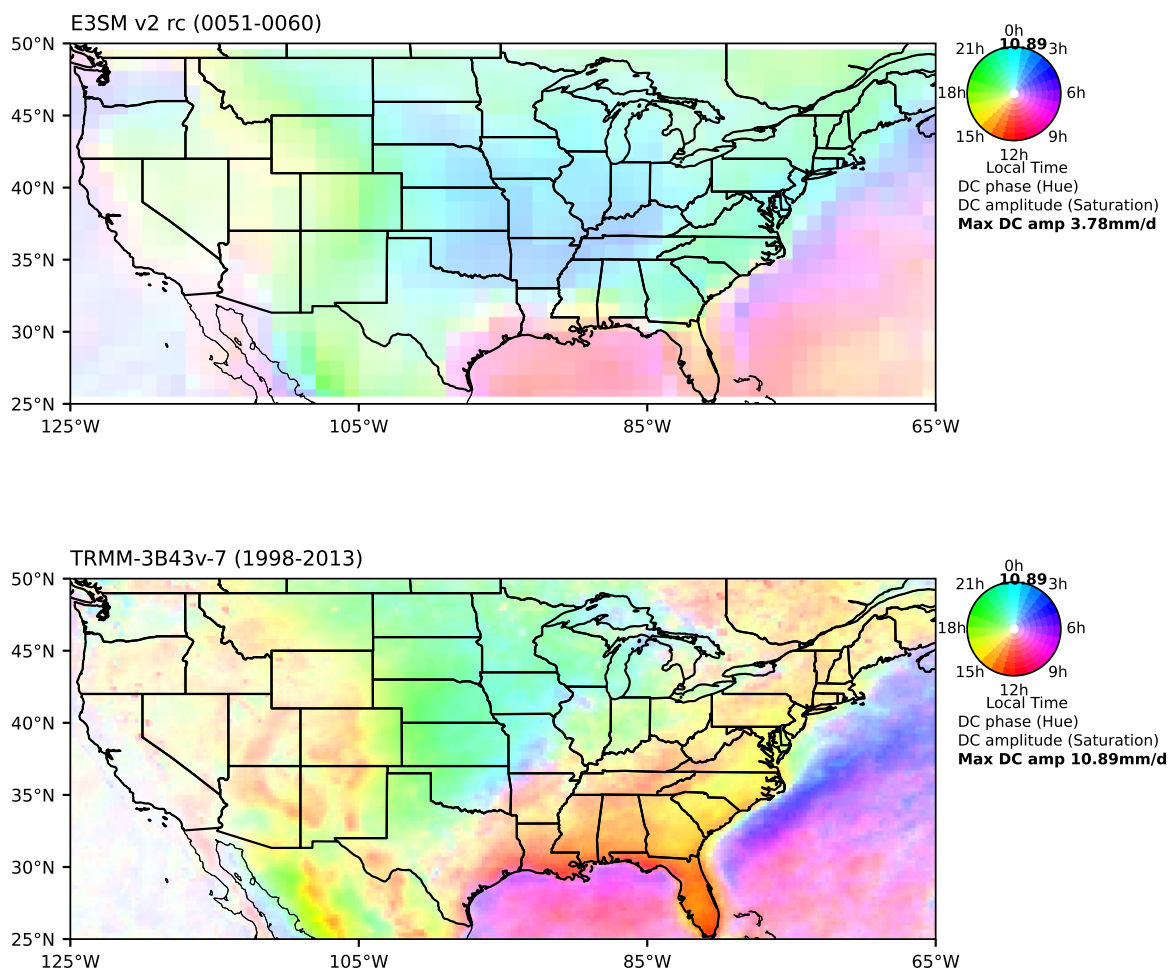 E3SM v2 rc (0051-0060)
50°N
45°N
40°N
35°N
30°N
25°N
125°W 105°W 85°W 65°W
0h
21h 10.89 3h
18h 6h
15h 9h
12h
Local Time
DC phase (Hue)
DC amplitude (Saturation)
Max DC amp 3.78mm/d
TRMM-3B43v-7 (1998-2013)
50°N
45°N
40°N
35°N
30°N
25°N
125°W 105°W 85°W 65°W
0h
21h 10.89 3h
18h 6h
15h 9h
12h
Local Time
DC phase (Hue)
DC amplitude (Saturation)
Max DC amp 10.89mm/d